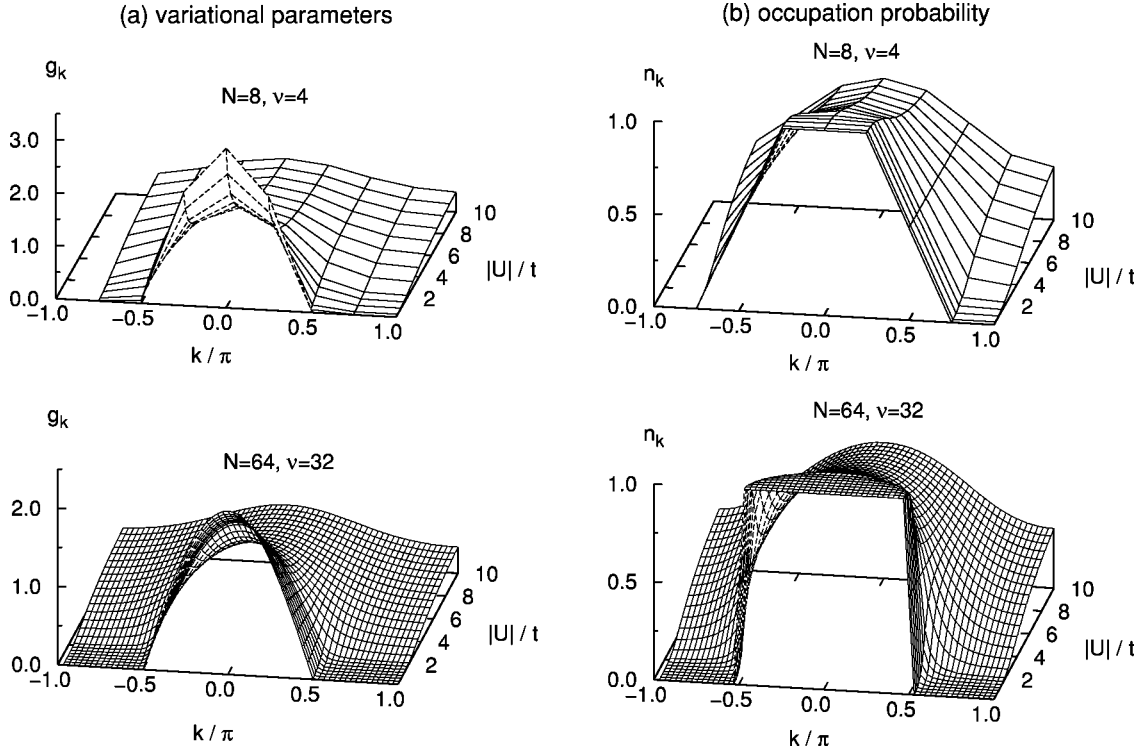 (a) variational parameters
(b) occupation probability
g_k
N=8, ν=4
3.0
2.0
1.0
0.0
−1.0
−0.5
0.0
0.5
1.0
k / π
2
4
6
8
10
|U| / t
n_k
N=8, ν=4
1.0
0.5
0.0
−1.0
−0.5
0.0
0.5
1.0
k / π
2
4
6
8
10
|U| / t
g_k
N=64, ν=32
2.0
1.0
0.0
−1.0
−0.5
0.0
0.5
1.0
k / π
2
4
6
8
10
|U| / t
n_k
N=64, ν=32
1.0
0.5
0.0
−1.0
−0.5
0.0
0.5
1.0
k / π
2
4
6
8
10
|U| / t